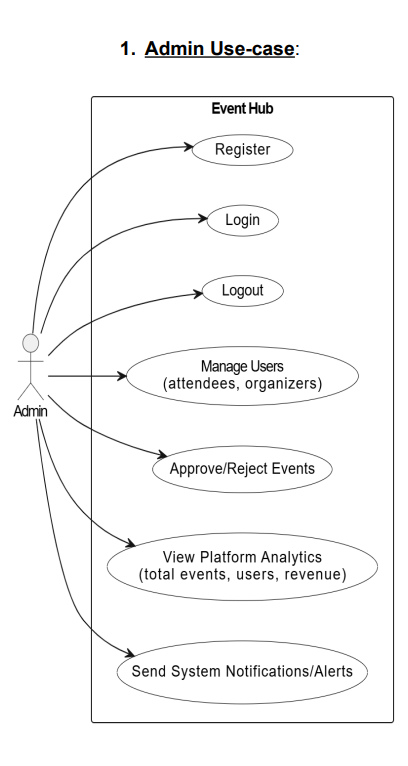 1. Admin Use-case:
Event Hub
Register
Login
Logout
Manage Users
(attendees, organizers)
Admin
Approve/Reject Events
View Platform Analytics
(total events, users, revenue)
Send System Notifications/Alerts